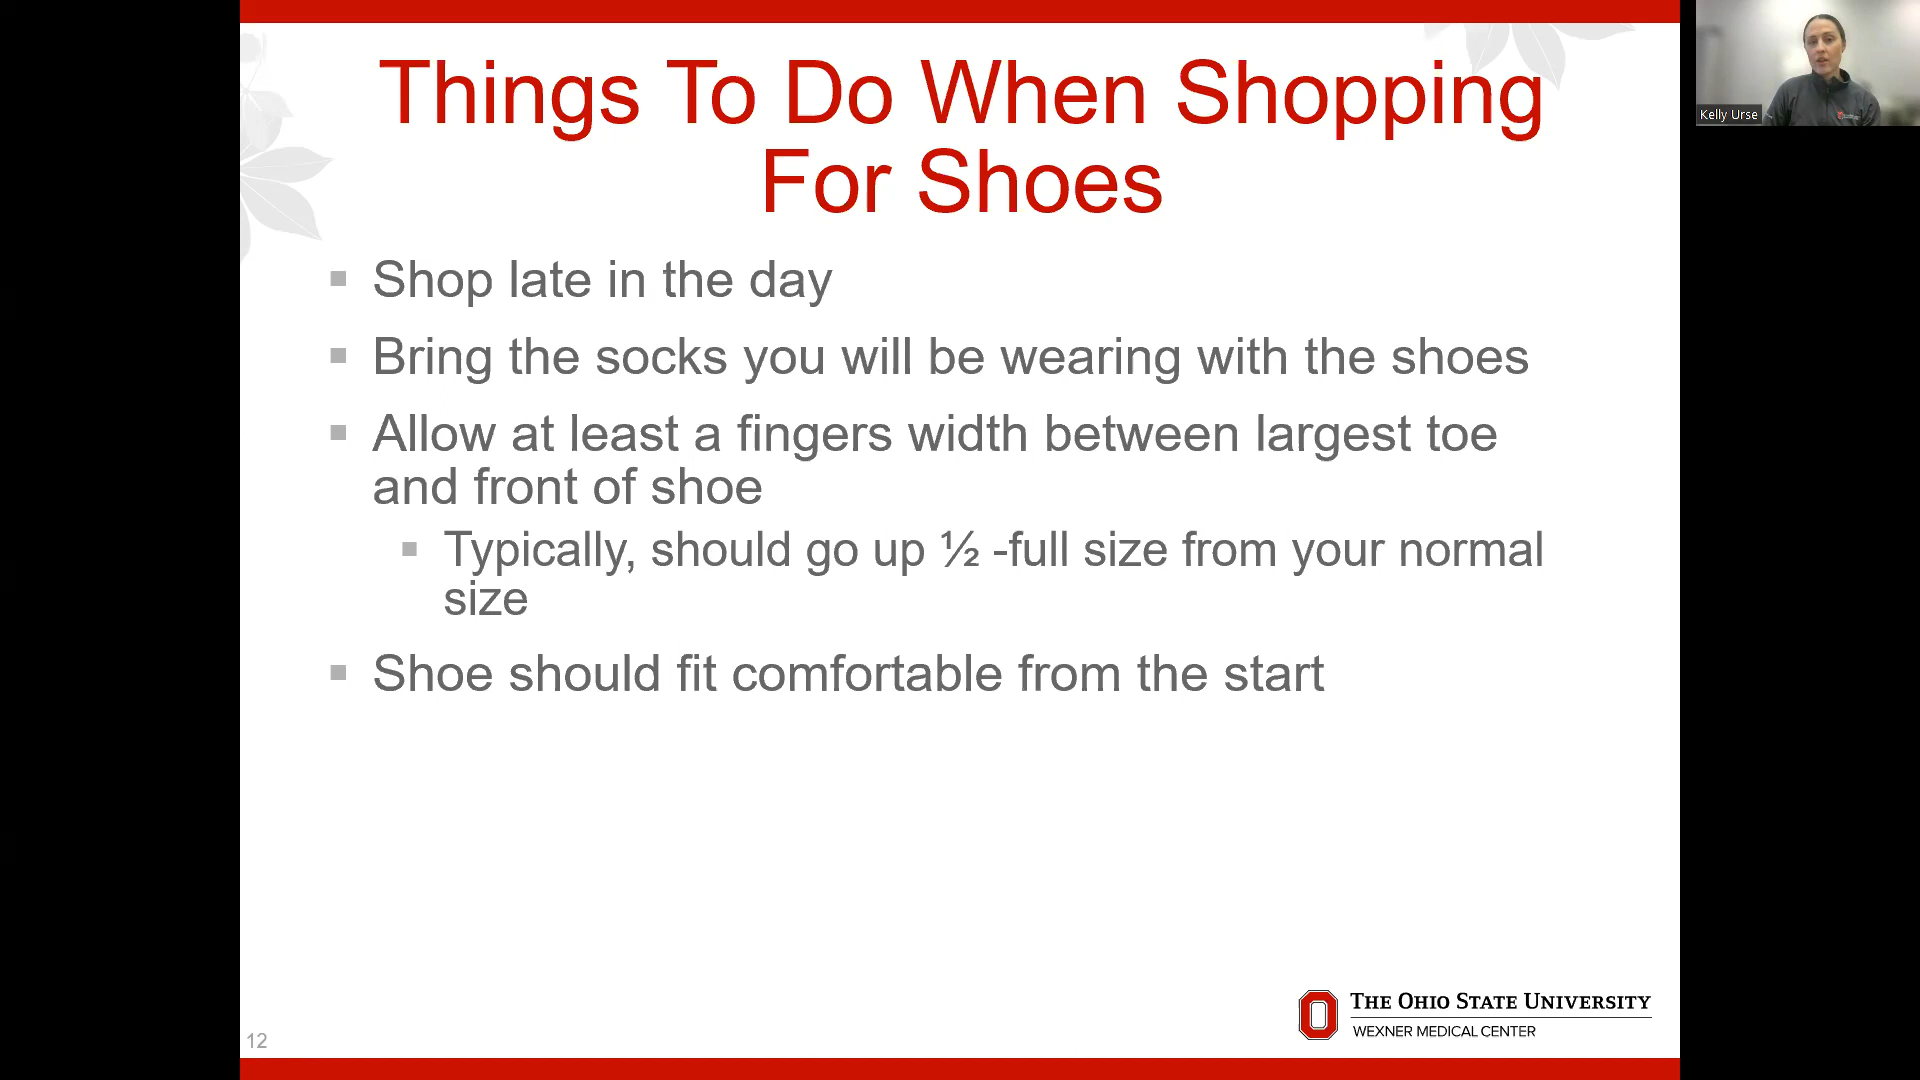 Things To Do When Shopping
For Shoes
▪ Shop late in the day
▪ Bring the socks you will be wearing with the shoes
▪ Allow at least a fingers width between largest toe
and front of shoe
▪ Typically, should go up ½ -full size from your normal
size
▪ Shoe should fit comfortable from the start
12
THE OHIO STATE UNIVERSITY
WEXNER MEDICAL CENTER
Kelly Urse